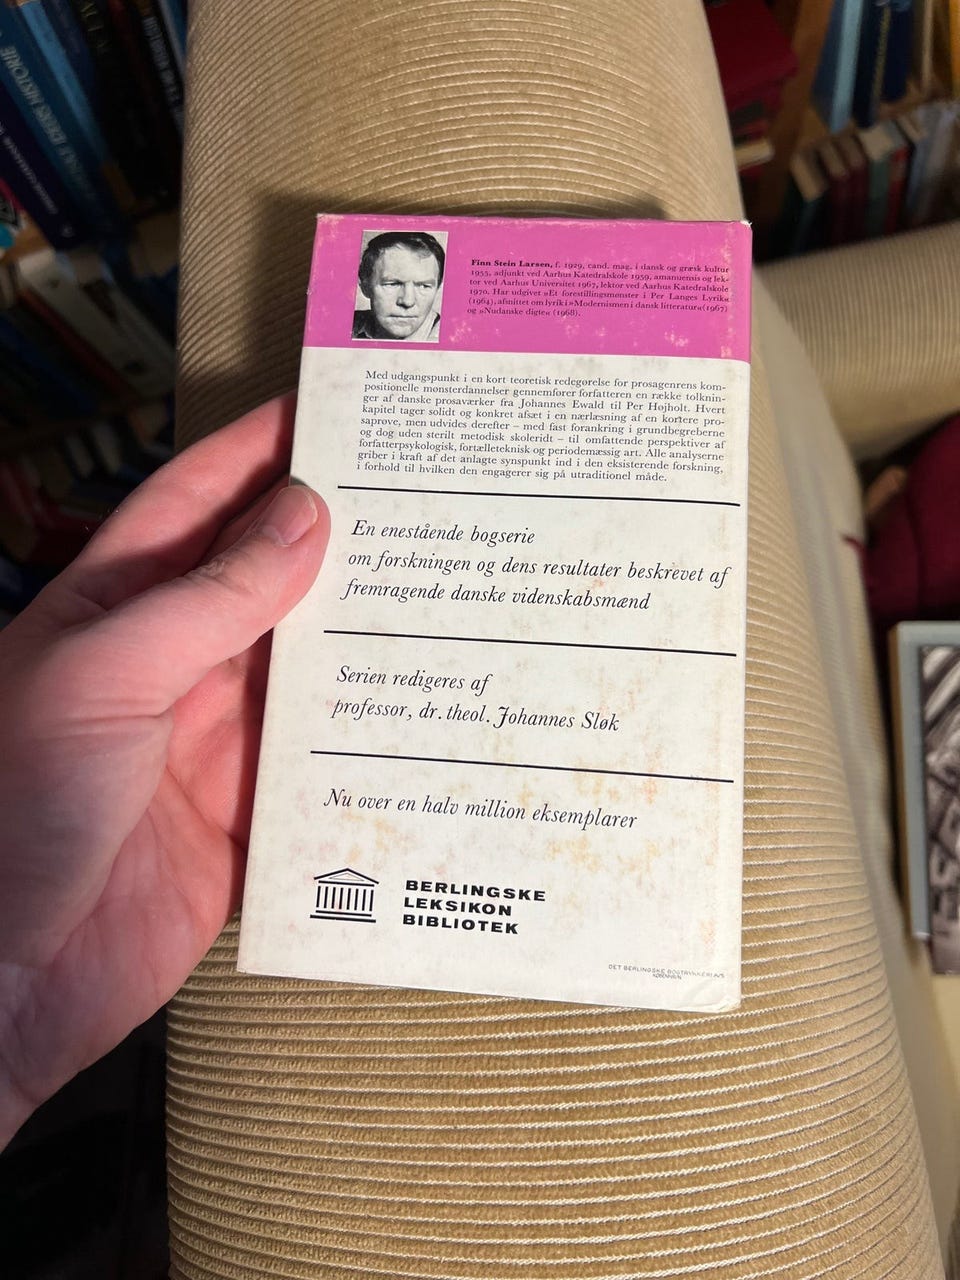 Finn Stein Larsen, f. 1929, cand. mag. i dansk og græsk kultur
1955, adjunkt ved Aarhus Katedralskole 1959, amanuensis og lek-
tor ved Aarhus Universitet 1967, lektor ved Aarhus Katedralskole
1970. Har udgivet »Et forestillingsmønster i Per Langes Lyrik«
(1964), afsnittet om lyrik i »Modernismen i dansk litteratur« (1967)
og »Nudanske digte« (1968).
Med udgangspunkt i en kort teoretisk redegørelse for prosagenrens kom-
positionelle mønsterdannelser gennemfører forfatteren en række tolknin-
ger af danske prosaværker fra Johannes Ewald til Per Højholt. Hvert
kapitel tager solidt og konkret afsæt i en nærlæsning af en kortere pro-
saprøve, men udvides derefter – med fast forankring i grundbegreberne
og dog uden sterilt metodisk skoleridt – til omfattende perspektiver af
forfatterpsykologisk, fortælleteknisk og periodemæssig art. Alle analyserne
griber i kraft af det anlagte synspunkt ind i den eksisterende forskning,
i forhold til hvilken den engagerer sig på utraditionel måde.
En enestående bogserie
om forskningen og dens resultater beskrevet af
fremragende danske videnskabsmænd
Serien redigeres af
professor, dr. theol. Johannes Sløk
Nu over en halv million eksemplarer
BERLINGSKE
LEKSIKON
BIBLIOTEK
DET BERLINGSKE BOGTRYKKERI A/S
KØBENHAVN